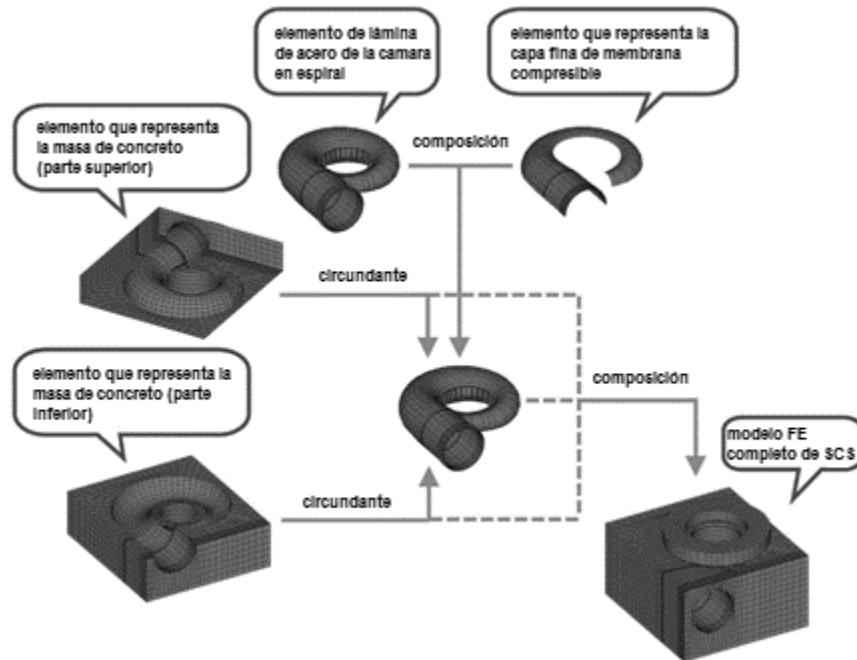 elemento de lámina
de acero de la camara
en espiral
elemento que representa la
capa fina de membrana
compresible
elemento que representa
la masa de concreto
(parte superior)
composición
circundante
elemento que representa la
masa de concreto (parte
inferior)
composición
modelo FE
completo de SCS
circundante